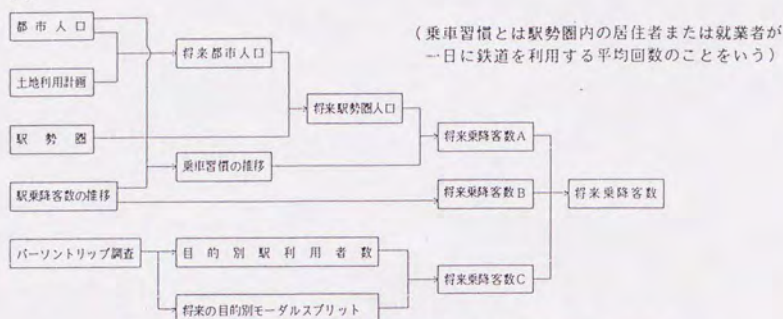 都市人口
（乗車習慣とは駅勢圏内の居住者または就業者が
一日に鉄道を利用する平均回数のことをいう）
将来都市人口
土地利用計画
将来駅勢圏人口
駅勢圏
将来乗降客数A
乗車習慣の推移
駅乗降客数の推移
将来乗降客数B
将来乗降客数
パーソントリップ調査
目的別駅利用者数
将来乗降客数C
将来の目的別モーダルスプリット